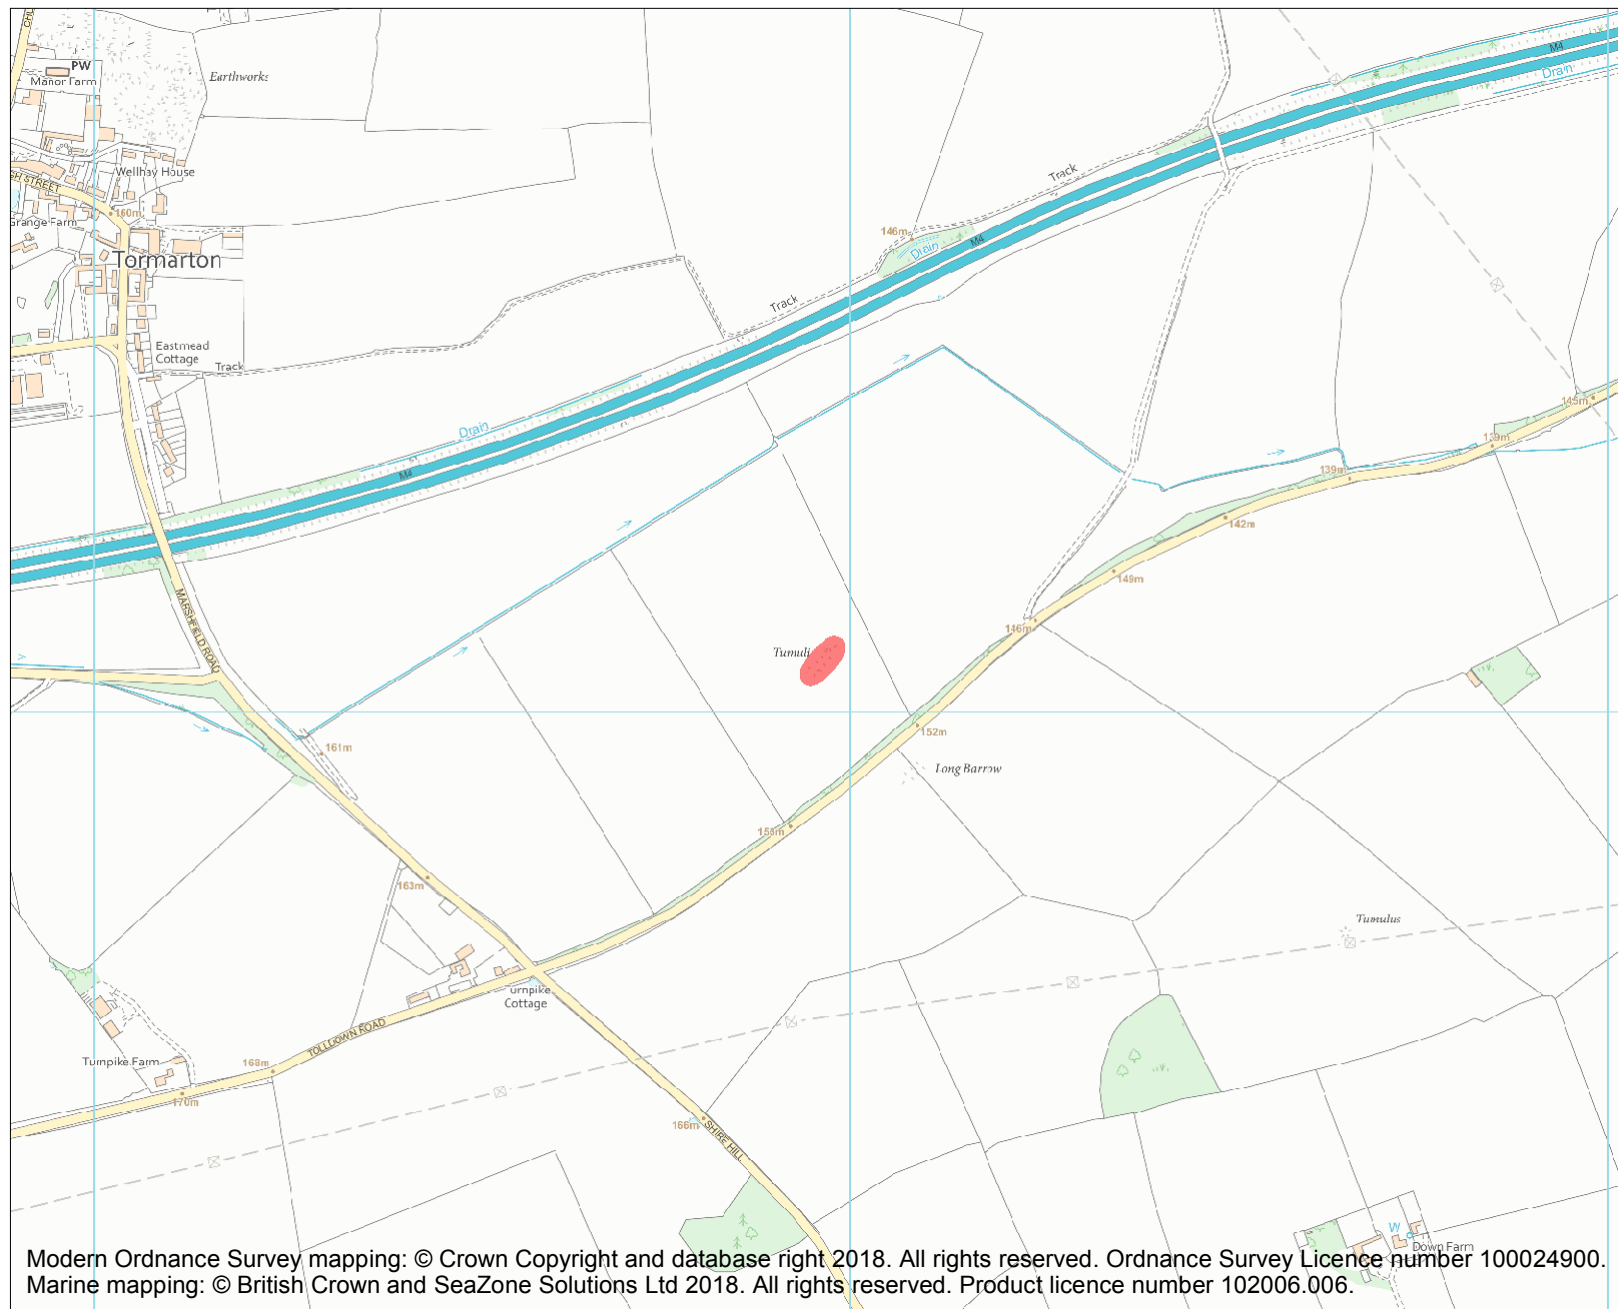 PW
Manor Farm
Earthworks
M4
Drain
Wellhay House
Track
160m
Grange Farm
146m
Drain
M4
Tormarton
Track
Eastmead
Cottage
Track
145m
Drain
139m
M4
139m
142m
149m
MARSHFIELD ROAD
146m
Tumuli
152m
161m
Long Barrow
163m
Tumulus
Cottage
TOLLDOWN ROAD
Turnpike Farm
168m
170m
166m
SHIRE HILL
W
Down Farm
Modern Ordnance Survey mapping: © Crown Copyright and database right 2018. All rights reserved. Ordnance Survey Licence number 100024900.
Marine mapping: © British Crown and SeaZone Solutions Ltd 2018. All rights reserved. Product licence number 102006.006.